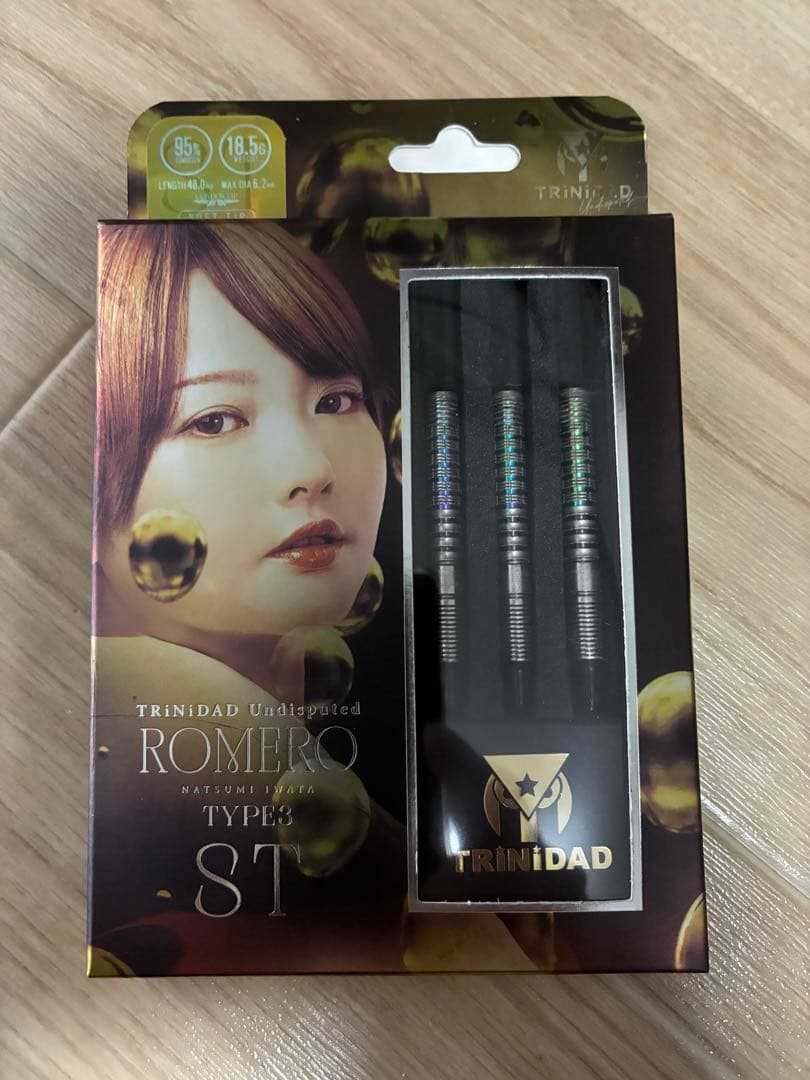 95%
TUNGSTEN
18.5G
WEIGHT
LENGTH 40.0mm MAX.DIA 6.2mm
SOFT TIP
TRiNiDAD
Undisputed
TRiNiDAD Undisputed
ROMERO
NATSUMI IWATA
TYPE3
ST
TRiNiDAD